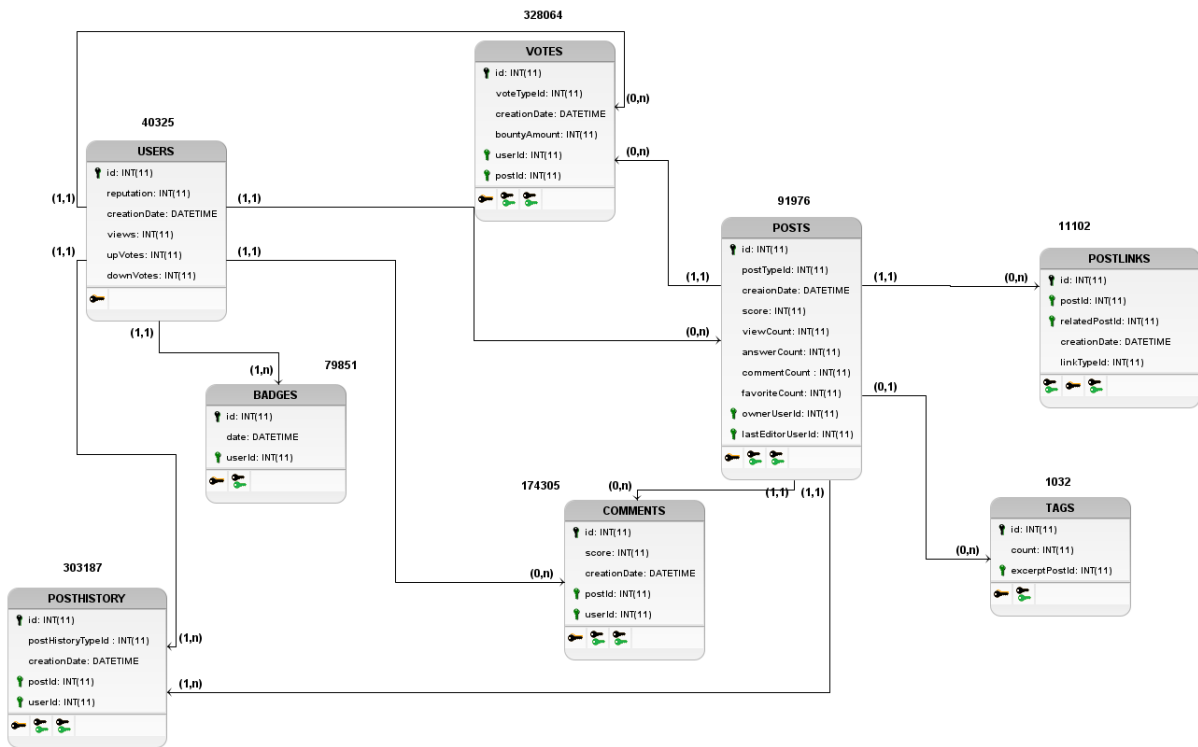 328064
VOTES
id: INT(11)
voteTypeId: INT(11)
creationDate: DATETIME
bountyAmount: INT(11)
userId: INT(11)
postId: INT(11)
(0,n)
(0,n)
40325
USERS
id: INT(11)
reputation: INT(11)
creationDate: DATETIME
views: INT(11)
upVotes: INT(11)
downVotes: INT(11)
(1,1)
(1,1)
(1,1)
(1,1)
(1,1)
91976
POSTS
id: INT(11)
postTypeId: INT(11)
creaionDate: DATETIME
score: INT(11)
viewCount: INT(11)
answerCount: INT(11)
commentCount : INT(11)
favoriteCount: INT(11)
ownerUserId: INT(11)
lastEditorUserId: INT(11)
(1,1)
(0,n)
(1,1)
(0,n)
(0,1)
(1,1)
(1,1)
11102
POSTLINKS
id: INT(11)
postId: INT(11)
relatedPostId: INT(11)
creationDate: DATETIME
linkTypeId: INT(11)
(1,n)
79851
BADGES
id: INT(11)
date: DATETIME
userId: INT(11)
174305
(0,n)
COMMENTS
id: INT(11)
score: INT(11)
creationDate: DATETIME
postId: INT(11)
userId: INT(11)
(0,n)
1032
TAGS
id: INT(11)
count: INT(11)
excerptPostId: INT(11)
(0,n)
303187
POSTHISTORY
id: INT(11)
postHistoryTypeId : INT(11)
creationDate: DATETIME
postId: INT(11)
userId: INT(11)
(1,n)
(1,n)